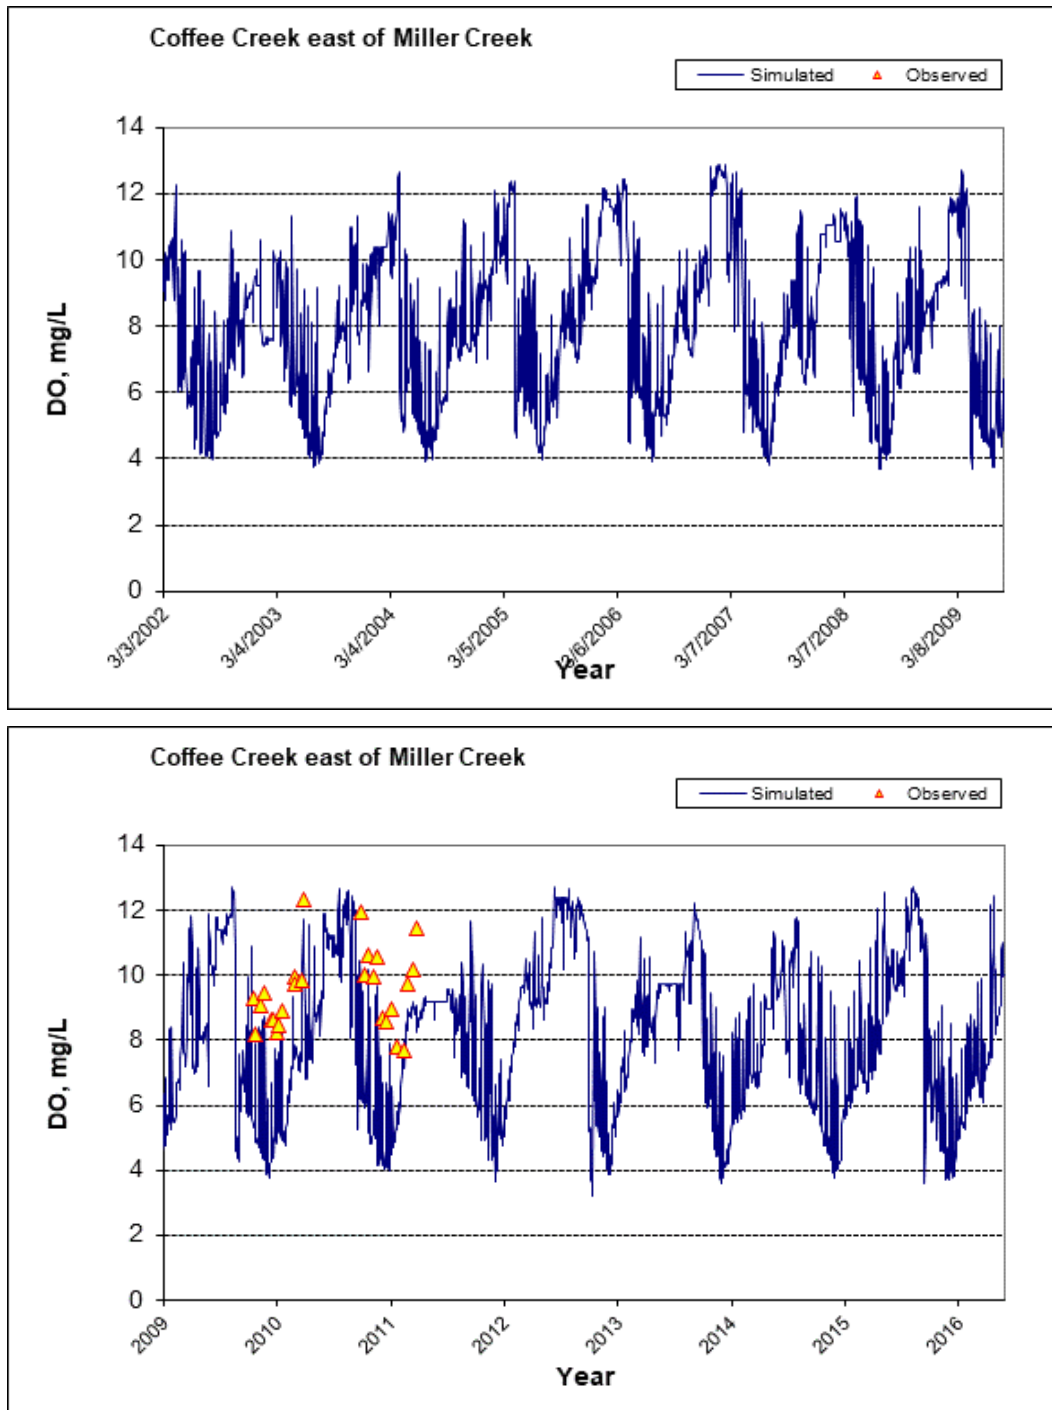 Coffee Creek east of Miller Creek
Simulated Observed
14
12
10
8
6
4
2
0
DO, mg/L
3/3/2002 3/4/2003 3/4/2004 3/5/2005 3/6/2006 3/7/2007 3/7/2008 3/8/2009
Year
Coffee Creek east of Miller Creek
Simulated Observed
14
12
10
8
6
4
2
0
DO, mg/L
2009 2010 2011 2012 2013 2014 2015 2016
Year